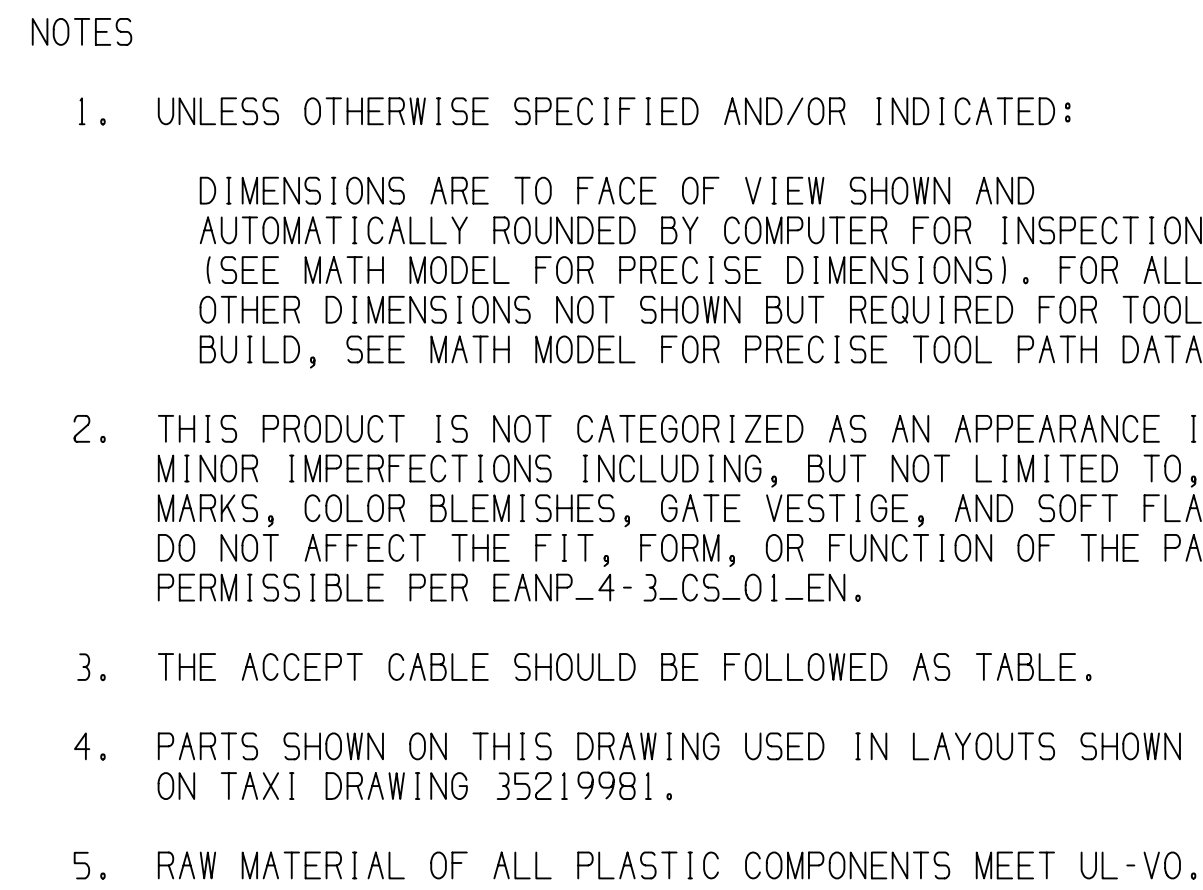 NOTES
1. UNLESS OTHERWISE SPECIFIED AND/OR INDICATED:
DIMENSIONS ARE TO FACE OF VIEW SHOWN AND
AUTOMATICALLY ROUNDED BY COMPUTER FOR INSPECTION
(SEE MATH MODEL FOR PRECISE DIMENSIONS). FOR ALL
OTHER DIMENSIONS NOT SHOWN BUT REQUIRED FOR TOOL
BUILD, SEE MATH MODEL FOR PRECISE TOOL PATH DATA
2. THIS PRODUCT IS NOT CATEGORIZED AS AN APPEARANCE
MINOR IMPERFECTIONS INCLUDING, BUT NOT LIMITED TO,
MARKS, COLOR BLEMISHES, GATE VESTIGE, AND SOFT
DO NOT AFFECT THE FIT, FORM, OR FUNCTION OF THE
PERMISSIBLE PER EANP_4-3_CS_01_EN.
3. THE ACCEPT CABLE SHOULD BE FOLLOWED AS TABLE.
4. PARTS SHOWN ON THIS DRAWING USED IN LAYOUTS SHOWN
ON TAXI DRAWING 35219981.
5. RAW MATERIAL OF ALL PLASTIC COMPONENTS MEET UL-V0.